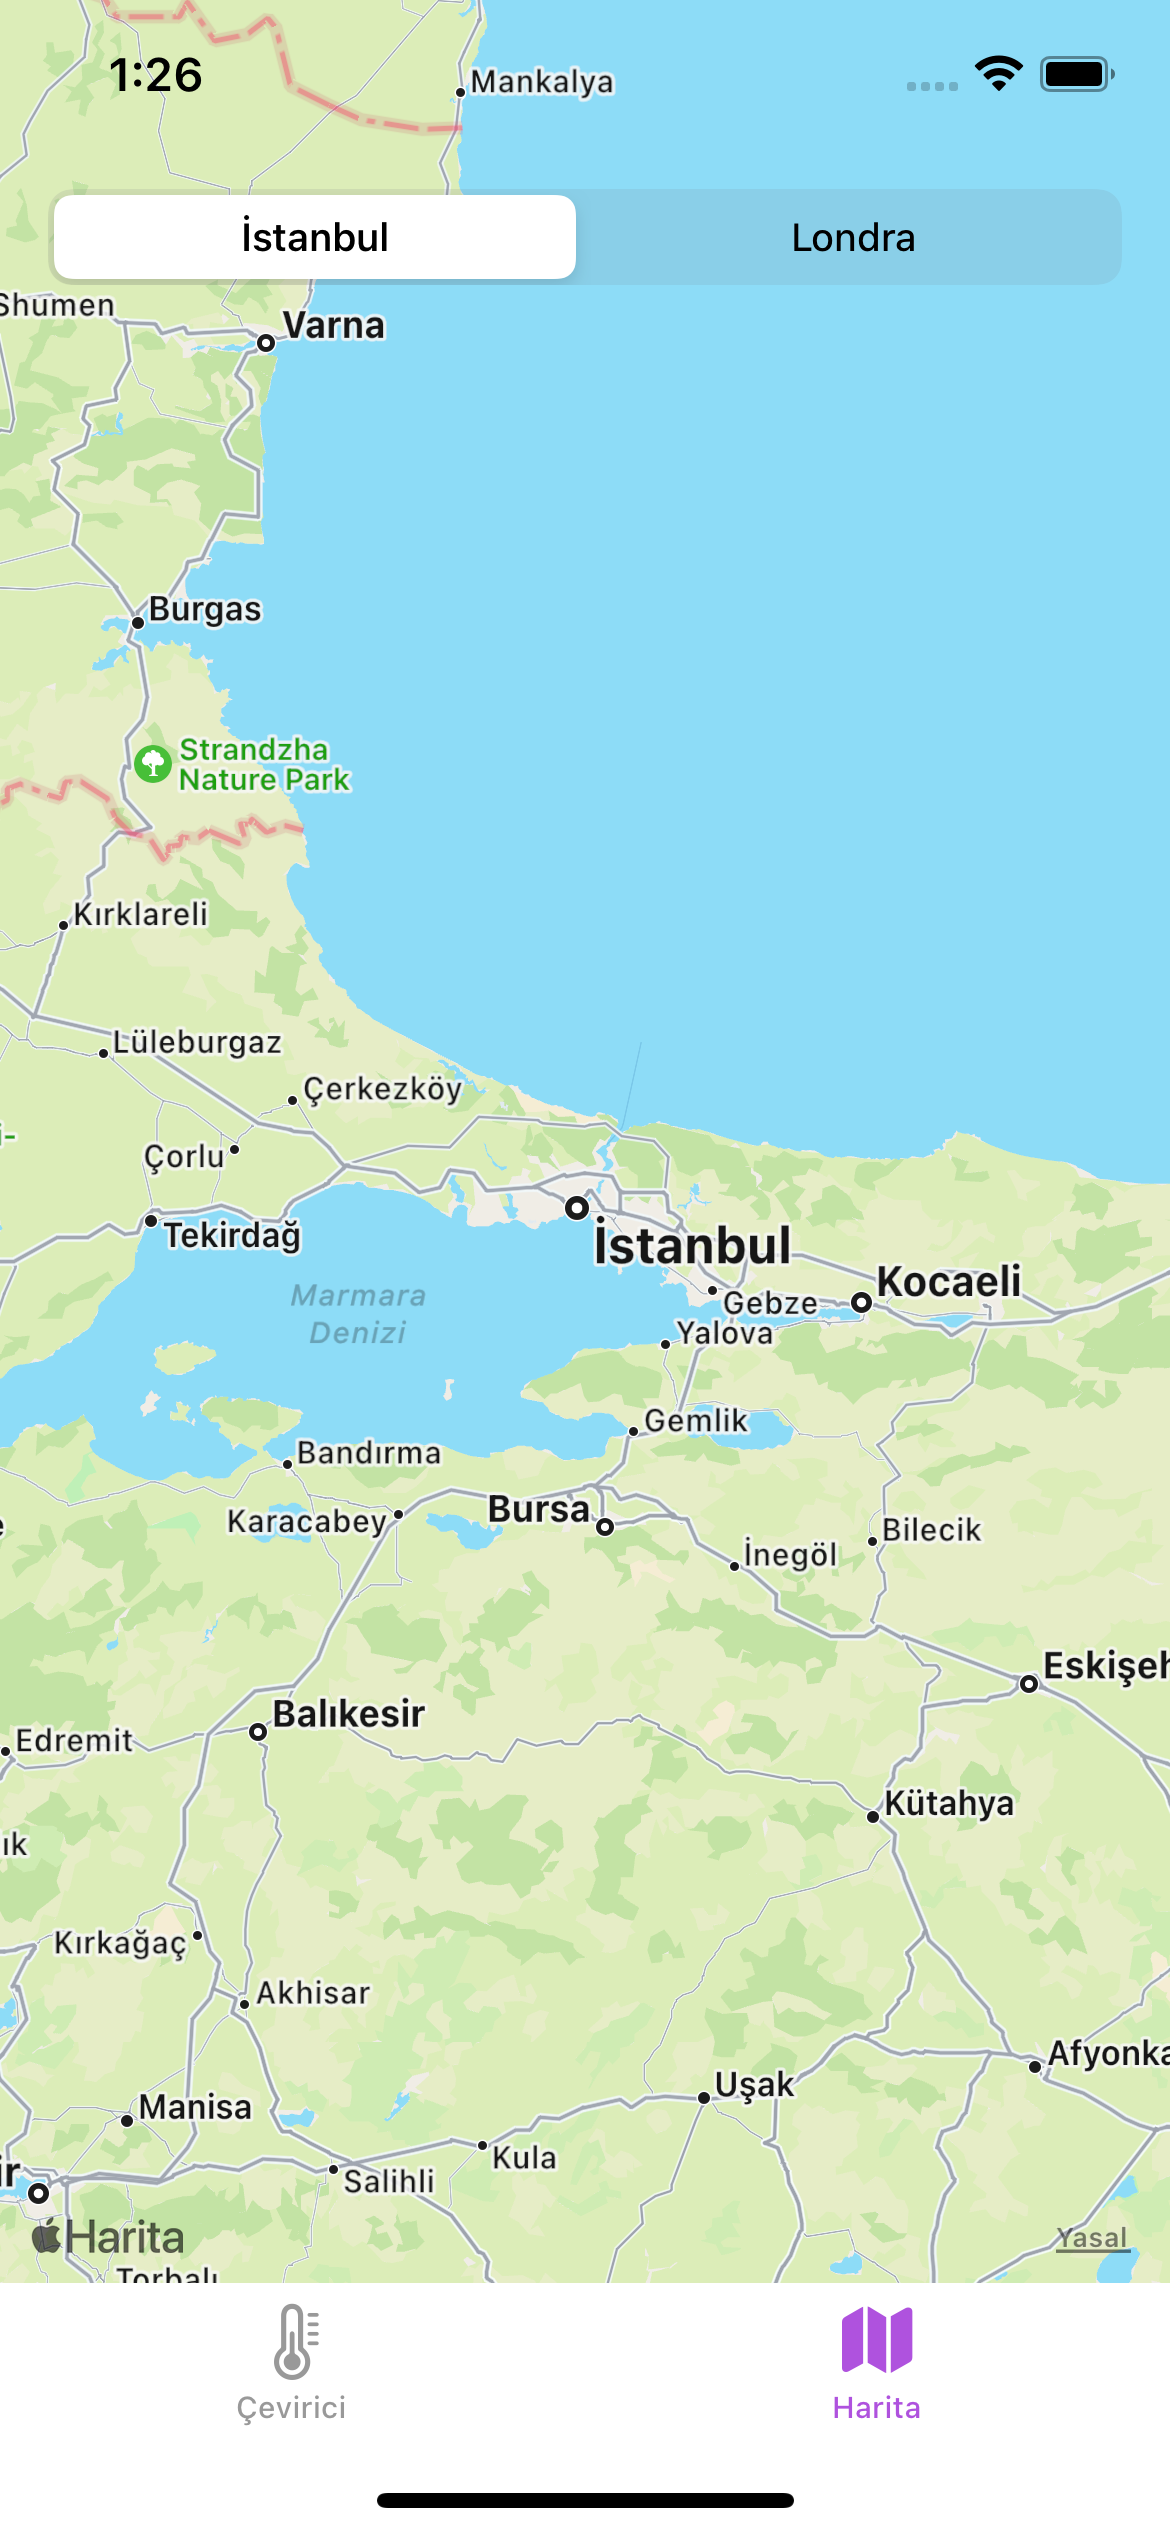 1:26
Mankalya
İstanbul
Londra
Shumen
Varna
Burgas
Strandzha
Nature Park
Kırklareli
Lüleburgaz
Çerkezköy
Çorlu
Tekirdağ
İstanbul
Kocaeli
Marmara
Denizi
Gebze
Yalova
Gemlik
Bandırma
Karacabey
Bursa
Bilecik
İnegöl
Eskişeh
Balıkesir
Edremit
Kütahya
ık
Kırkağaç
Akhisar
Afyonka
Uşak
Manisa
Kula
ir
Salihli
Harita
Yasal
Torbalı
Çevirici
Harita